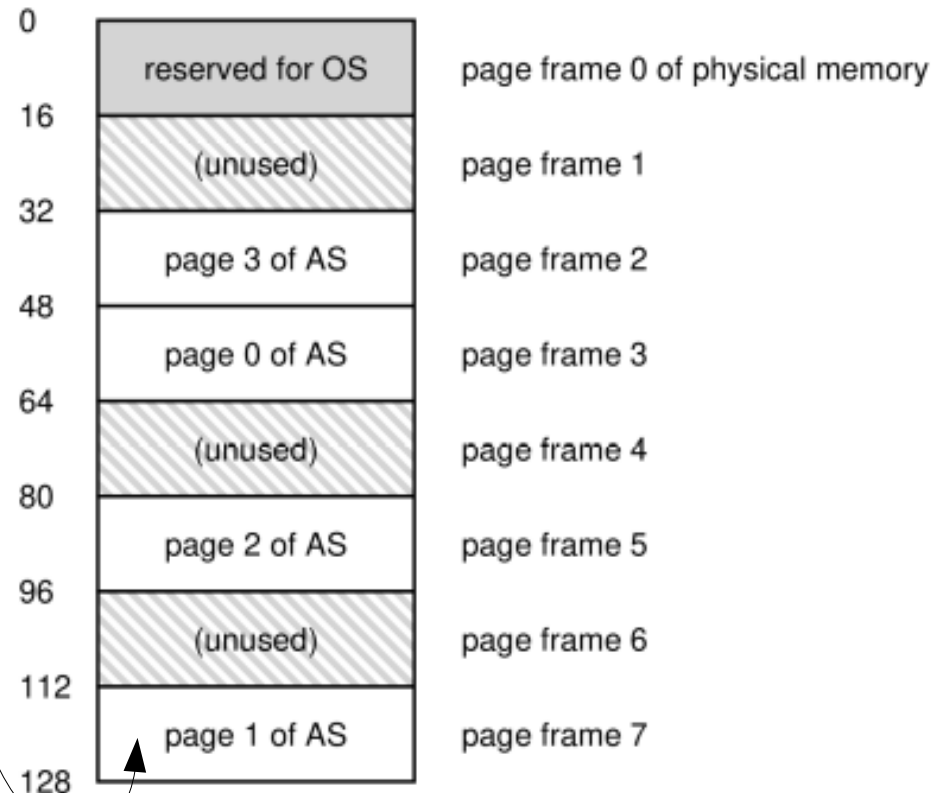 0
reserved for OS page frame 0 of physical memory
16
(unused) page frame 1
32
page 3 of AS page frame 2
48
page 0 of AS page frame 3
64
(unused) page frame 4
80
page 2 of AS page frame 5
96
(unused) page frame 6
112
page 1 of AS page frame 7
128